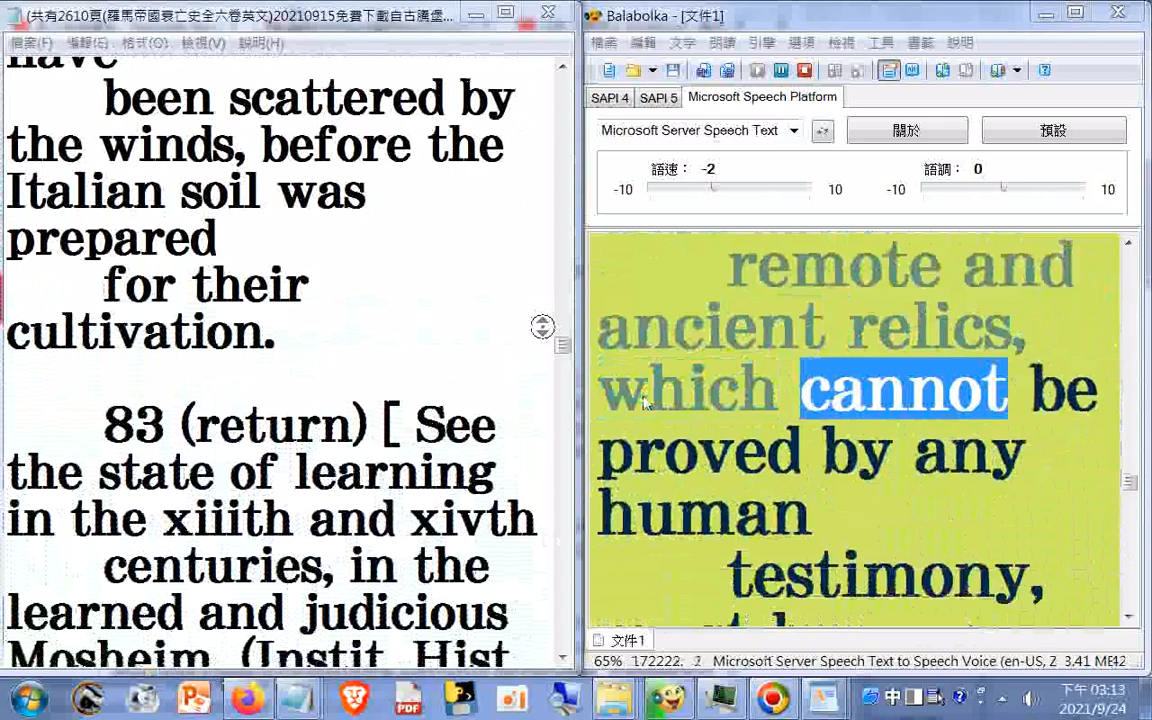 (共有2610頁(羅馬帝國衰亡史全六卷英文)20210915免費下載自古騰堡...
檔案(F) 編輯(E) 格式(O) 檢視(V) 說明(H)
have
been scattered by
the winds, before the
Italian soil was
prepared
for their
cultivation.
83 (return) [ See
the state of learning
in the xiiith and xivth
centuries, in the
learned and judicious
Mosheim (Instit Hist
Balabolka - [文件1]
檔案 編輯 文字 閱讀 引擎 選項 檢視 工具 書籤 說明
SAPI 4 SAPI 5 Microsoft Speech Platform
Microsoft Server Speech Text 關於 預設
語速： -2 語調： 0
-10 10 -10 10
remote and
ancient relics,
which cannot be
proved by any
human
testimony,
文件1
65% 172222. 2 Microsoft Server Speech Text to Speech Voice (en-US, Z 3.41 ME42
中 下午 03:13
2021/9/24